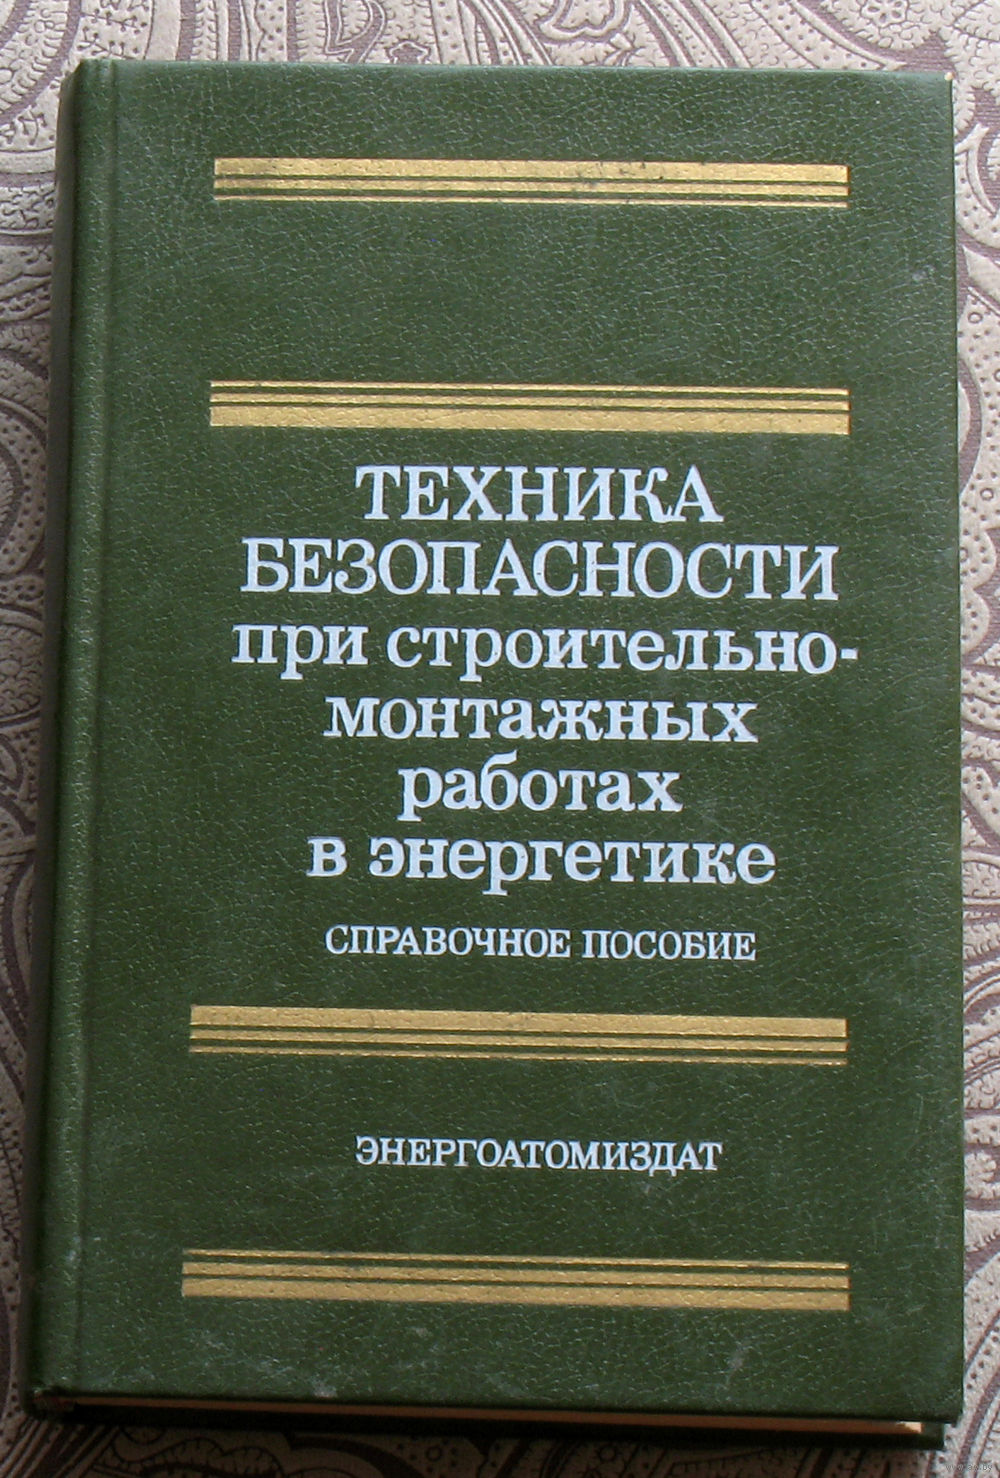 ТЕХНИКА
БЕЗОПАСНОСТИ
при строительно-
монтажных
работах
в энергетике
СПРАВОЧНОЕ ПОСОБИЕ
ЭНЕРГОАТОМИЗДАТ